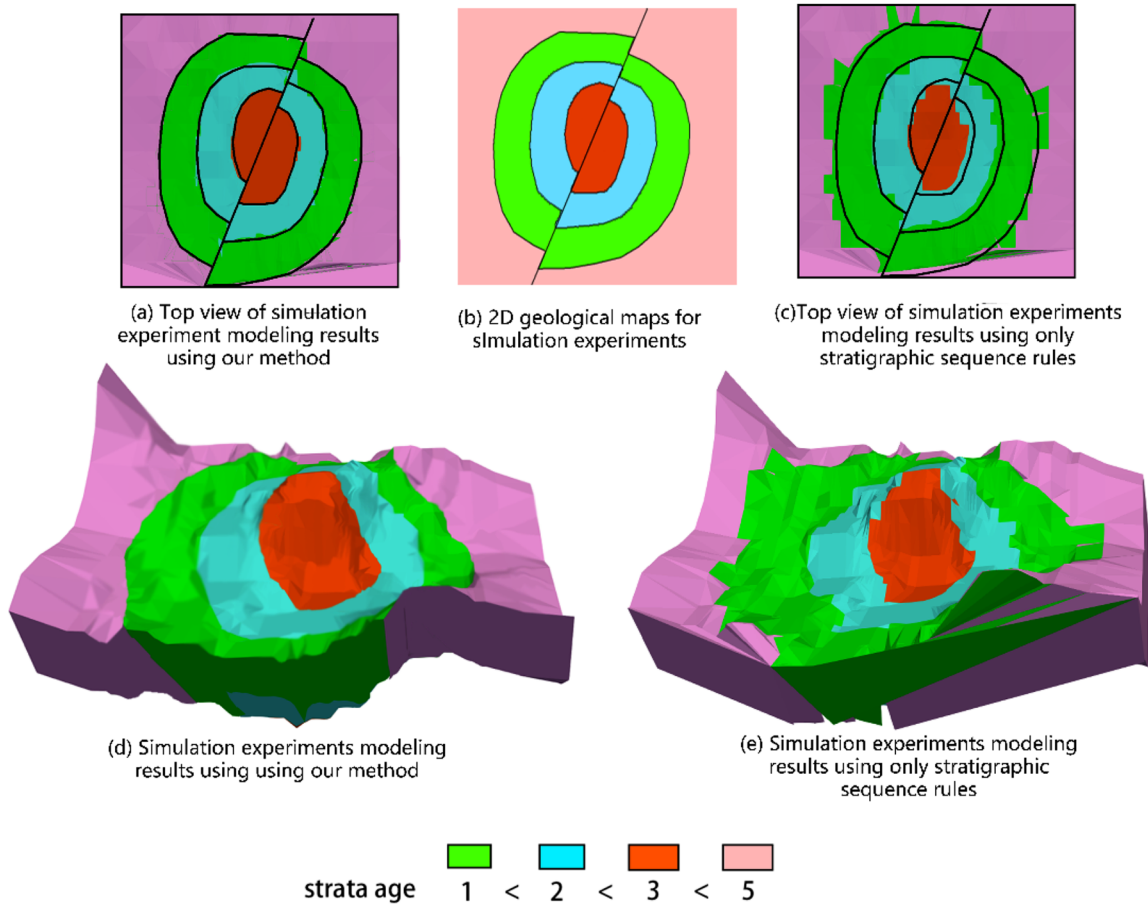 (a) Top view of simulation
experiment modeling results
using our method
(b) 2D geological maps for
sImulation experiments
(c)Top view of simulation experiments
modeling results using only
stratigraphic sequence rules
(d) Simulation experiments modeling
results using using our method
(e) Simulation experiments modeling
results using only stratigraphic
sequence rules
strata age 1 < 2 < 3 < 5